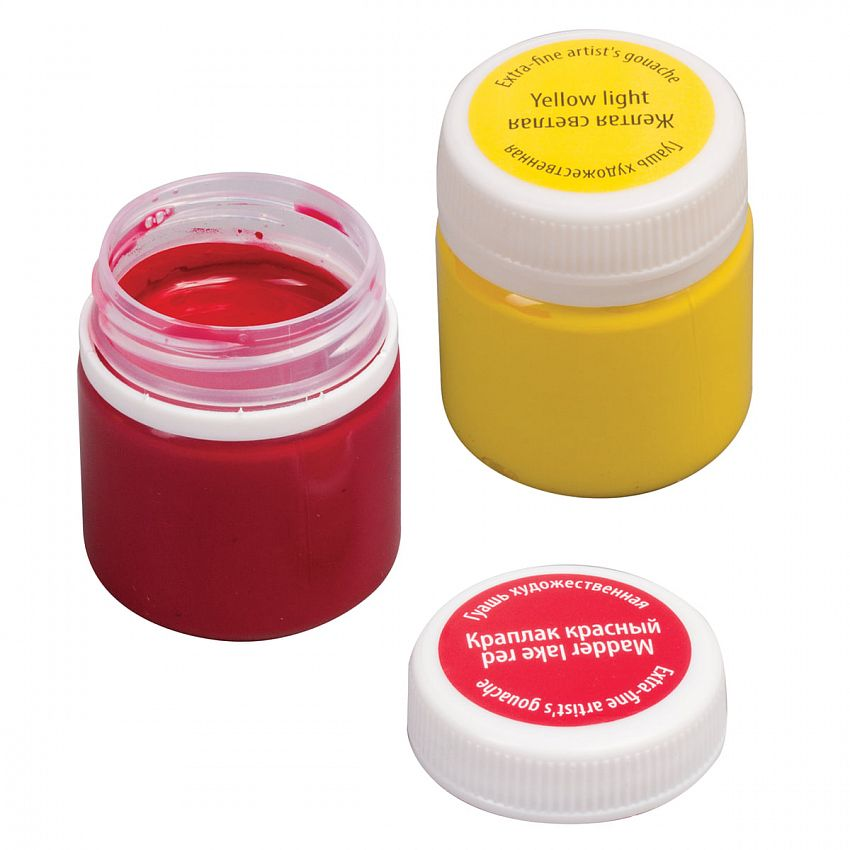 Extra-fine artist's gouache
Yellow light
Желтая светлая
Гуашь художественная
Гуашь художественная
Краплак красный
Madder lake red
Extra-fine artist's gouache